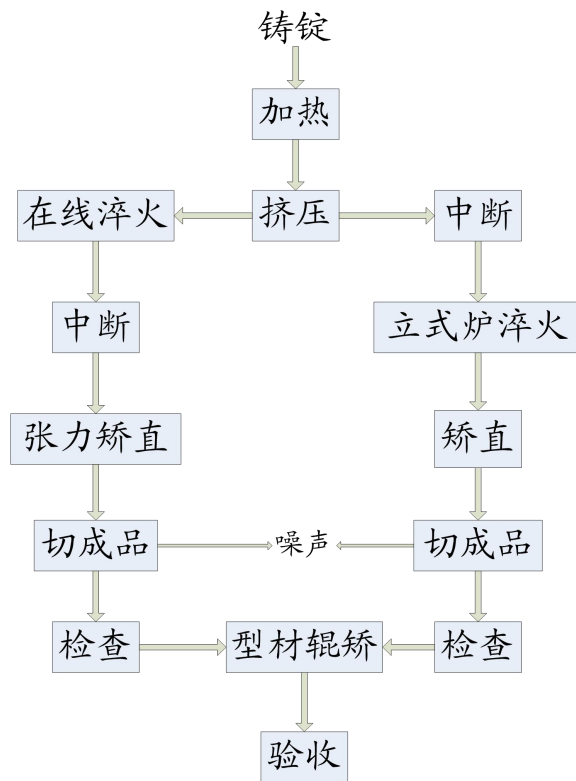 铸锭
加热
在线淬火
挤压
中断
中断
立式炉淬火
张力矫直
矫直
切成品
噪声
切成品
检查
型材辊矫
检查
验收